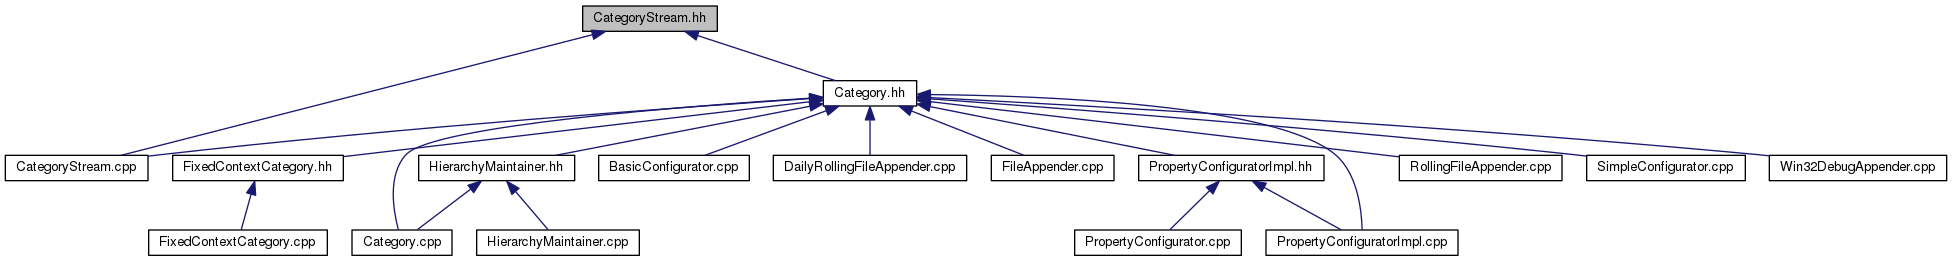 CategoryStream.hh
Category.hh
CategoryStream.cpp
FixedContextCategory.hh
HierarchyMaintainer.hh
BasicConfigurator.cpp
DailyRollingFileAppender.cpp
FileAppender.cpp
PropertyConfiguratorImpl.hh
RollingFileAppender.cpp
SimpleConfigurator.cpp
Win32DebugAppender.cpp
FixedContextCategory.cpp
Category.cpp
HierarchyMaintainer.cpp
PropertyConfigurator.cpp
PropertyConfiguratorImpl.cpp